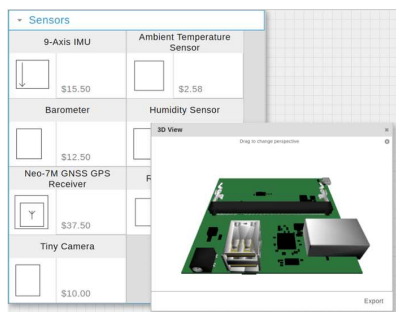 Sensors
9-Axis IMU
Ambient Temperature
Sensor
$15.50
$2.58
Barometer
Humidity Sensor
$12.50
3D View
×
Drag to change perspective
Neo-7M GNSS GPS
Receiver
$37.50
Tiny Camera
$10.00
Export